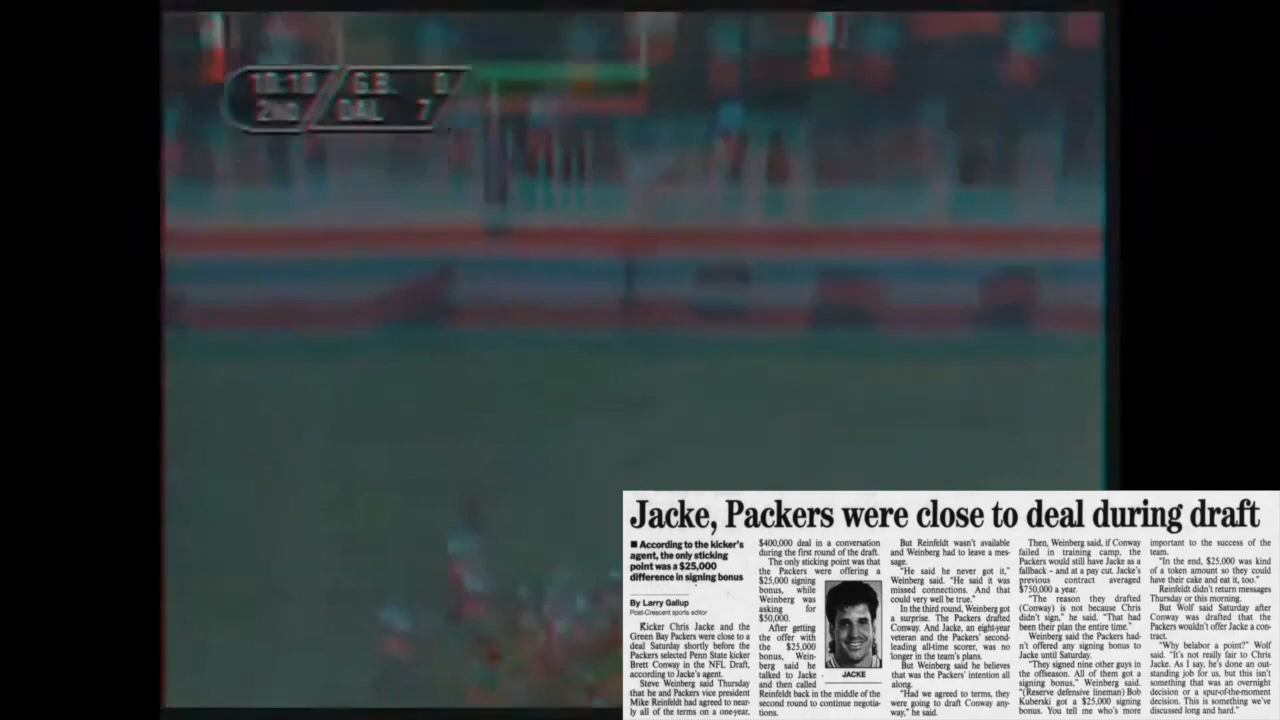 10:10 G.B. 0
2ND DAL 7
Jacke, Packers were close to deal during draft
■ According to the kicker's
agent, the only sticking
point was a $25,000
difference in signing bonus
By Larry Gallup
Post-Crescent sports editor
Kicker Chris Jacke and the
Green Bay Packers were close to a
deal Saturday shortly before the
Packers selected Penn State kicker
Brett Conway in the NFL Draft,
according to Jacke's agent.
Steve Weinberg said Thursday
that he and Packers vice president
Mike Reinfeldt had agreed to near-
ly all of the terms on a one-year,
$400,000 deal in a conversation
during the first round of the draft.
The only sticking point was that
the Packers were offering a
$25,000 signing
bonus, while
Weinberg was
asking for
$50,000.
After getting
the offer with
the $25,000
bonus, Wein-
berg said he
talked to Jacke
and then called
Reinfeldt back in the middle of the
second round to continue negotia-
tions.
JACKE
But Reinfeldt wasn't available
and Weinberg had to leave a mes-
sage.
"He said he never got it,"
Weinberg said. "He said it was
missed connections. And that
could very well be true."
In the third round, Weinberg got
a surprise. The Packers drafted
Conway. And Jacke, an eight-year
veteran and the Packers' second-
leading all-time scorer, was no
longer in the team's plans.
But Weinberg said he believes
that was the Packers' intention all
along.
"Had we agreed to terms, they
were going to draft Conway any-
way," he said.
Then, Weinberg said, if Conway
failed in training camp, the
Packers would still have Jacke as a
fallback – and at a pay cut. Jacke's
previous contract averaged
$750,000 a year.
"The reason they drafted
(Conway) is not because Chris
didn't sign," he said. "That had
been their plan the entire time."
Weinberg said the Packers had-
n't offered any signing bonus to
Jacke until Saturday.
"They signed nine other guys in
the offseason. All of them got a
signing bonus," Weinberg said.
"(Reserve defensive lineman) Bob
Kuberski got a $25,000 signing
bonus. You tell me who's more
important to the success of the
team.
"In the end, $25,000 was kind
of a token amount so they could
have their cake and eat it, too."
Reinfeldt didn't return messages
Thursday or this morning.
But Wolf said Saturday after
Conway was drafted that the
Packers wouldn't offer Jacke a con-
tract.
"Why belabor a point?" Wolf
said. "It's not really fair to Chris
Jacke. As I say, he's done an out-
standing job for us, but this isn't
something that was an overnight
decision or a spur-of-the-moment
decision. This is something we've
discussed long and hard."